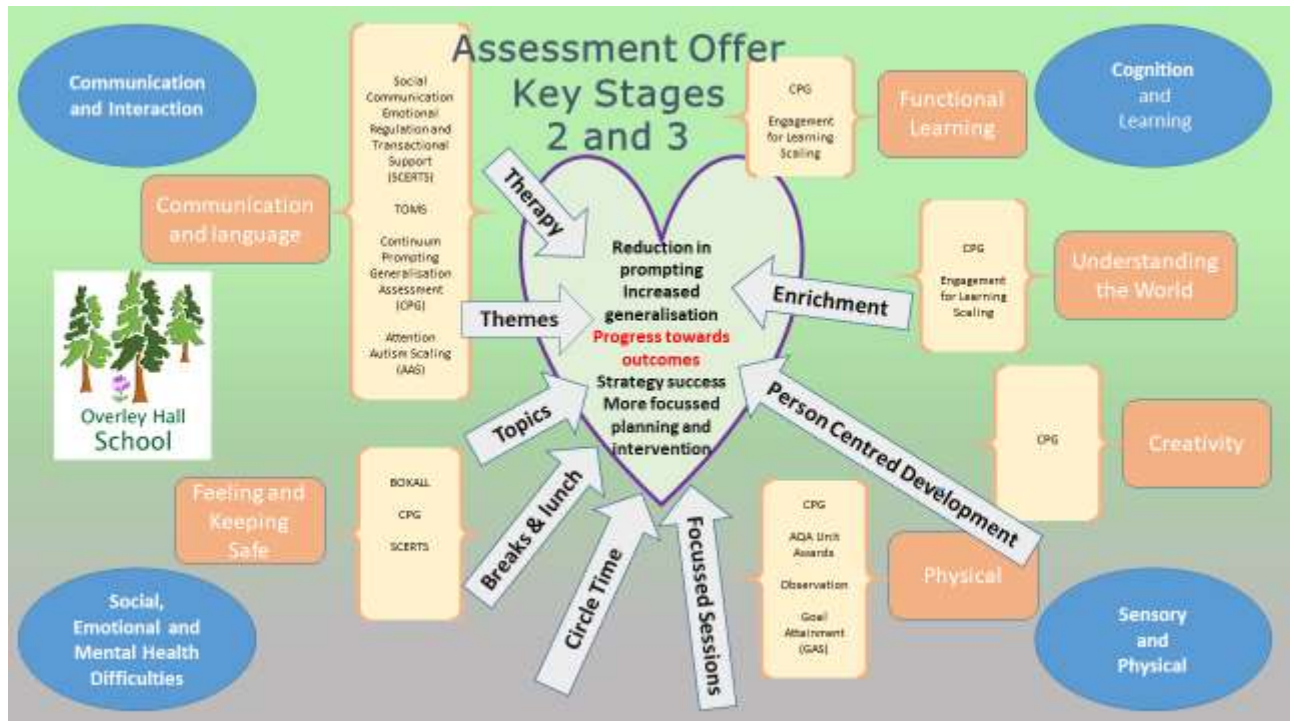 Assessment Offer
Key Stages
2 and 3
Communication
and Interaction
Cognition
and
Learning
Social
Communication
Emotional
Regulation and
Transactional
Support
(SCERTS)
TOMS
Continuum
Prompting
Generalisation
Assessment
(CPG)
Attention
Autism Scaling
(AAS)
Communication
and language
CPG
Engagement
for Learning
Scaling
Functional
Learning
CPG
Engagement
for Learning
Scaling
Understanding
the World
CPG
Creativity
Overley Hall
School
Therapy
Themes
Topics
Breaks & lunch
Circle Time
Focussed Sessions
Person Centred Development
Enrichment
Reduction in
prompting
Increased
generalisation
Progress towards
outcomes
Strategy success
More focussed
planning and
intervention
Feeling and
Keeping
Safe
BOXALL
CPG
SCERTS
CPG
AQA Unit
Awards
Observation
Goal
Attainment
(GAS)
Physical
Social,
Emotional and
Mental Health
Difficulties
Sensory
and
Physical